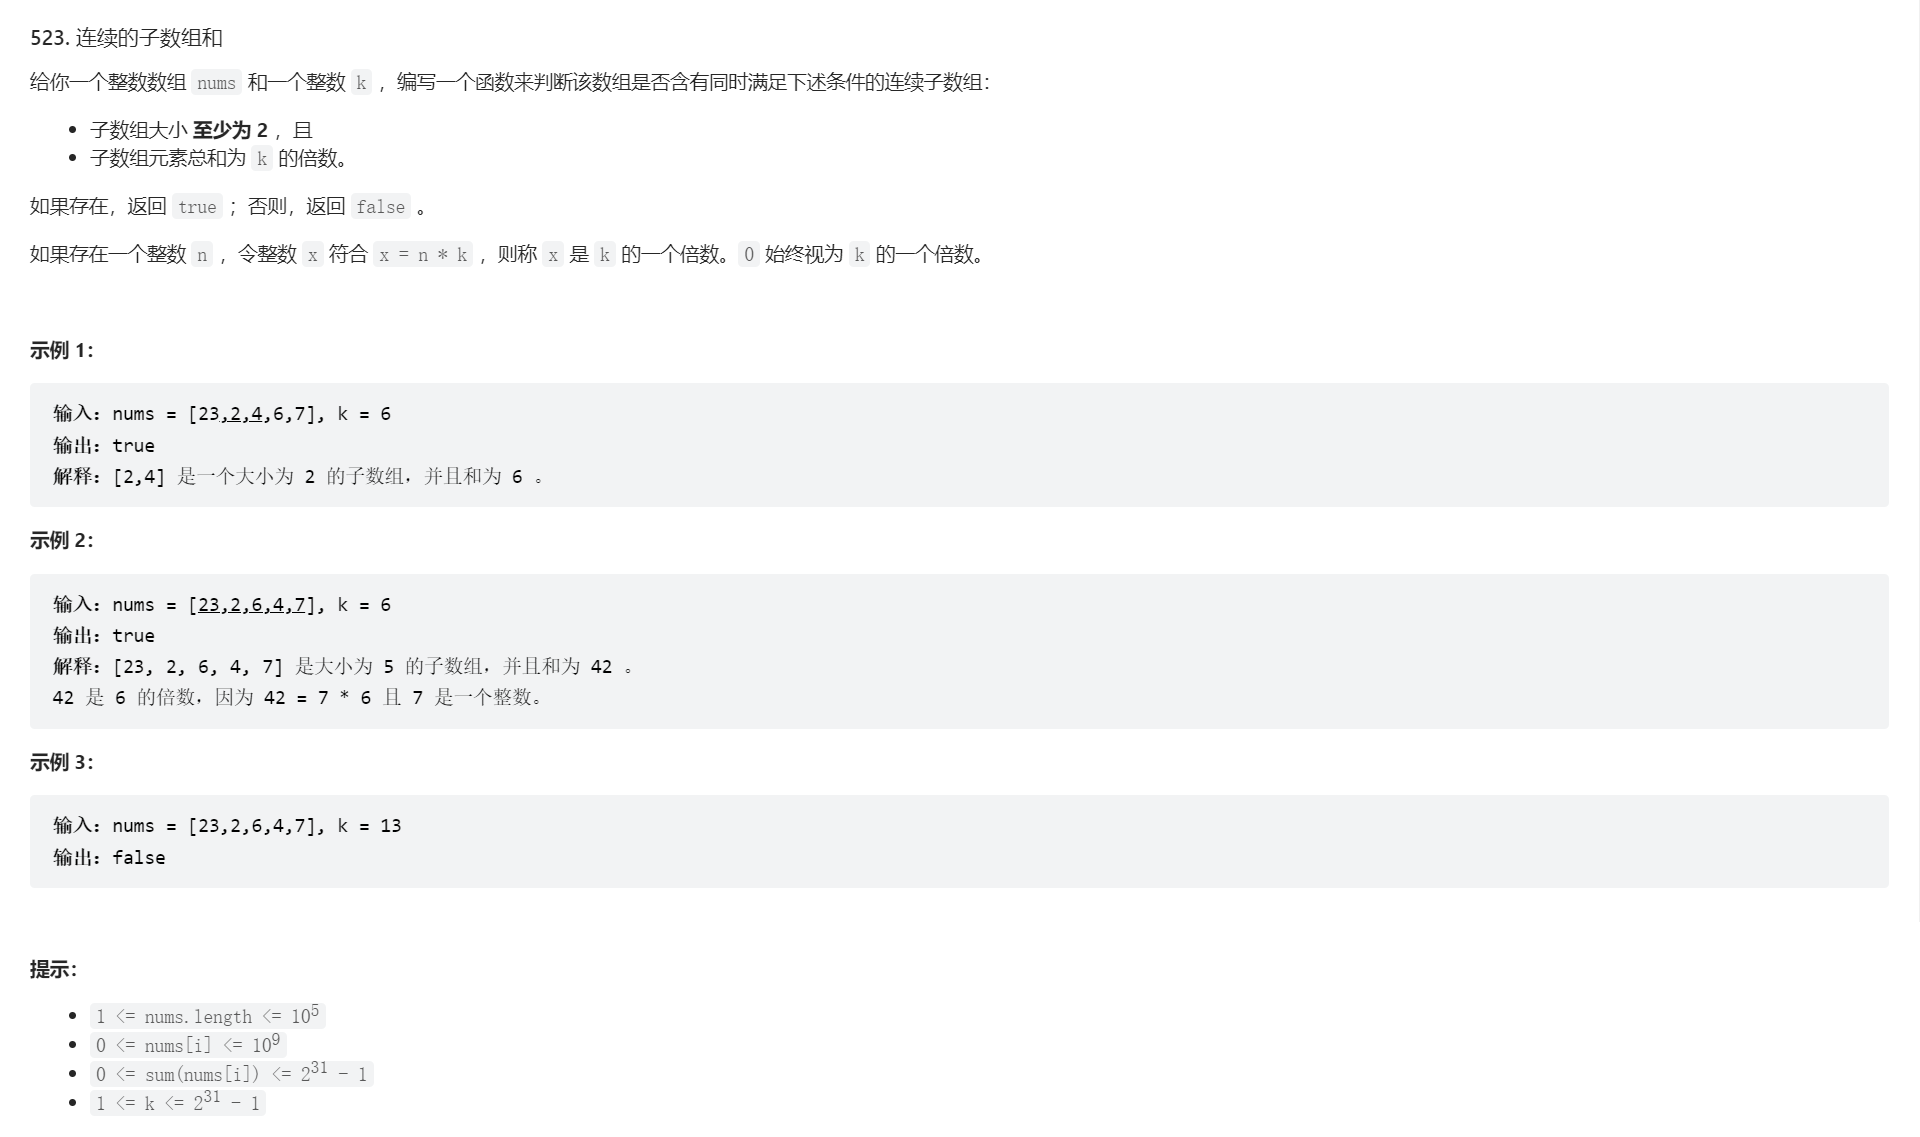 523. 连续的子数组和
给你一个整数数组 nums 和一个整数 k ，编写一个函数来判断该数组是否含有同时满足下述条件的连续子数组：
• 子数组大小 至少为 2 ，且
• 子数组元素总和为 k 的倍数。
如果存在，返回 true ；否则，返回 false 。
如果存在一个整数 n ，令整数 x 符合 x = n * k ，则称 x 是 k 的一个倍数。0 始终视为 k 的一个倍数。
示例 1：
输入：nums = [23,2,4,6,7], k = 6
输出：true
解释：[2,4] 是一个大小为 2 的子数组，并且和为 6 。
示例 2：
输入：nums = [23,2,6,4,7], k = 6
输出：true
解释：[23, 2, 6, 4, 7] 是大小为 5 的子数组，并且和为 42 。
42 是 6 的倍数，因为 42 = 7 * 6 且 7 是一个整数。
示例 3：
输入：nums = [23,2,6,4,7], k = 13
输出：false
提示：
• 1 <= nums.length <= 10⁵
• 0 <= nums[i] <= 10⁹
• 0 <= sum(nums[i]) <= 2³¹ - 1
• 1 <= k <= 2³¹ - 1